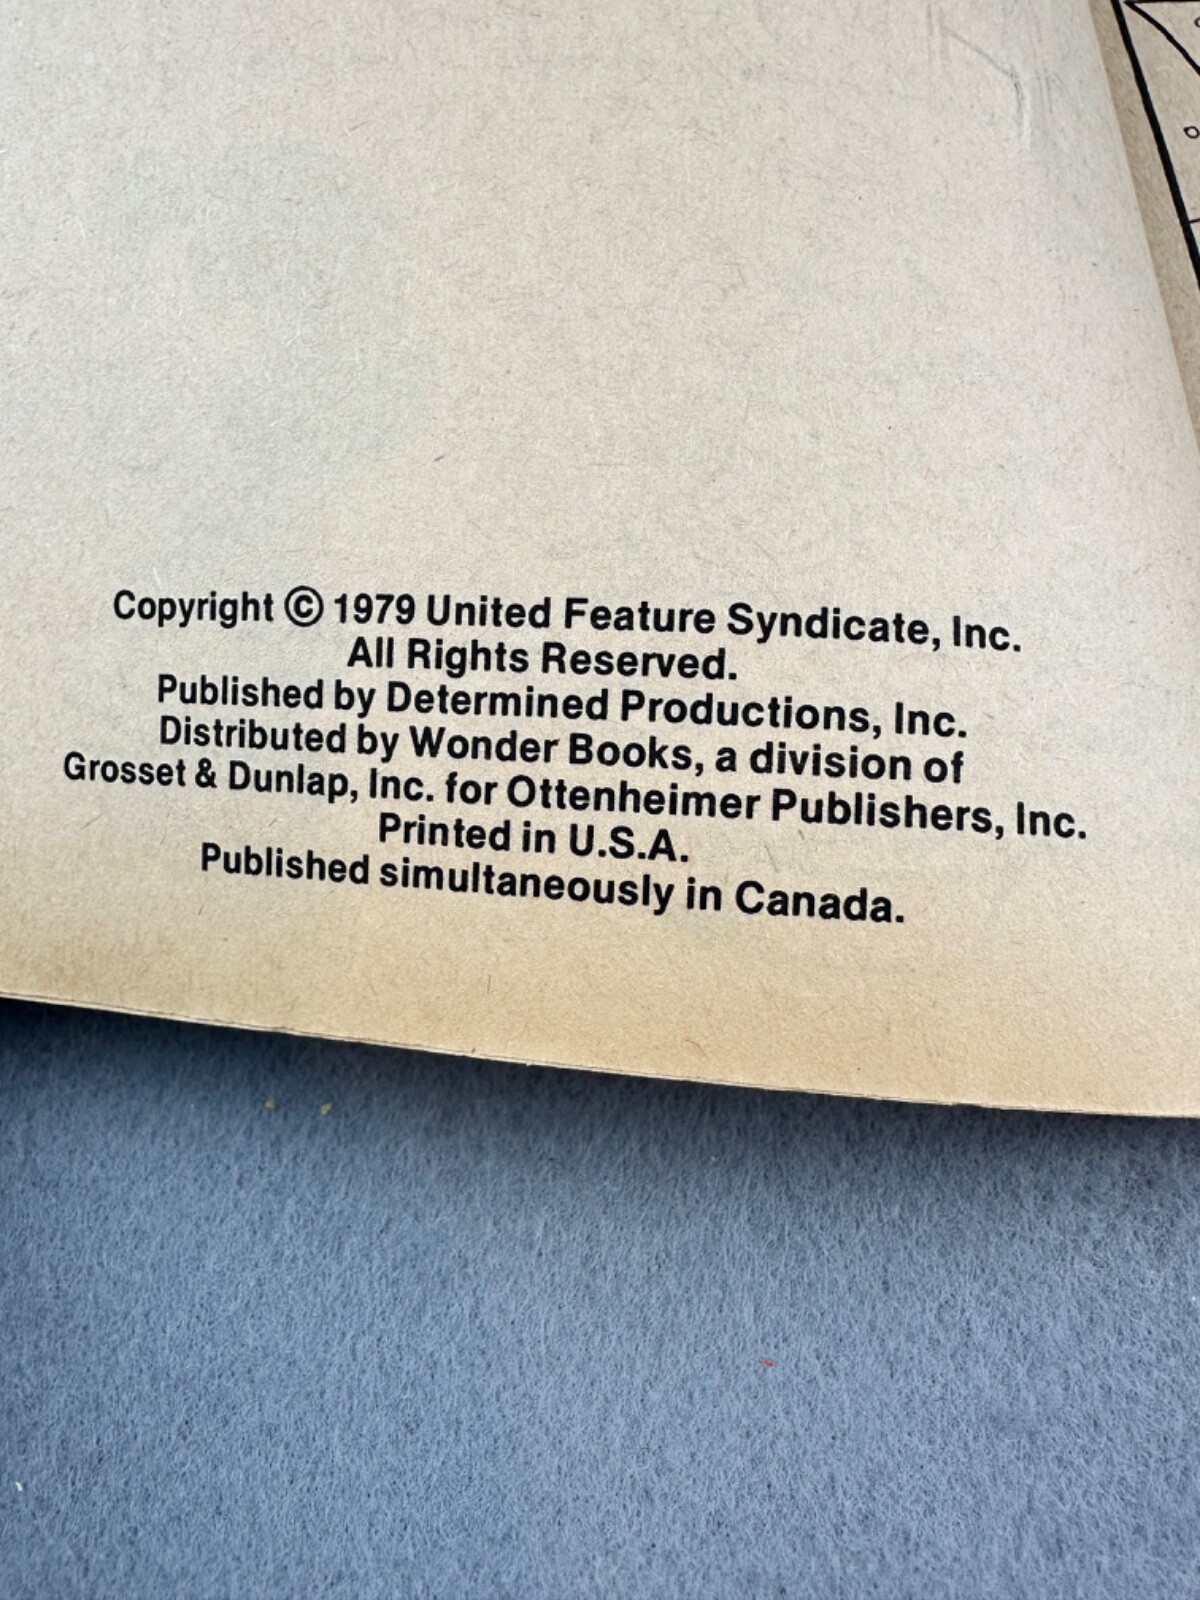 Copyright © 1979 United Feature Syndicate, Inc.
All Rights Reserved.
Published by Determined Productions, Inc.
Distributed by Wonder Books, a division of
Grosset & Dunlap, Inc. for Ottenheimer Publishers, Inc.
Printed in U.S.A.
Published simultaneously in Canada.